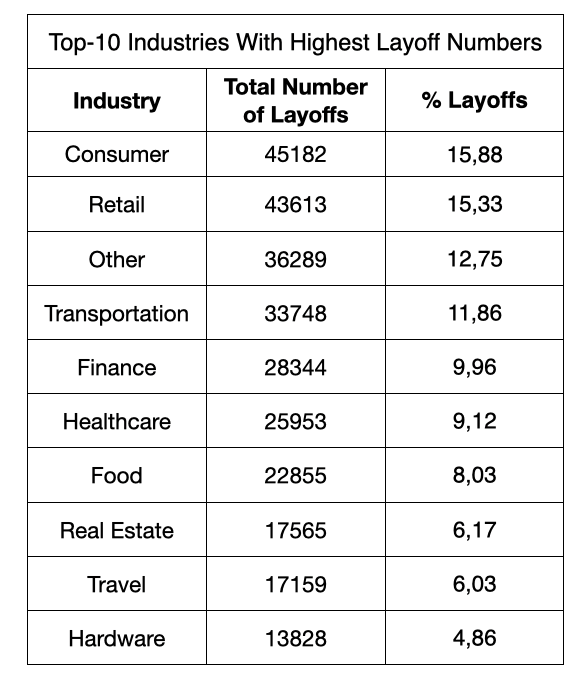 Top-10 Industries With Highest Layoff Numbers
Industry Total Number of Layoffs % Layoffs
Consumer 45182 15,88
Retail 43613 15,33
Other 36289 12,75
Transportation 33748 11,86
Finance 28344 9,96
Healthcare 25953 9,12
Food 22855 8,03
Real Estate 17565 6,17
Travel 17159 6,03
Hardware 13828 4,86